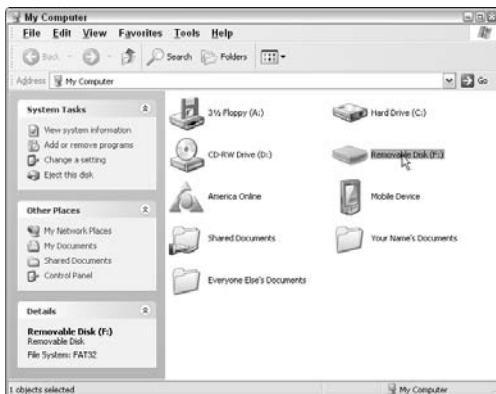 My Computer
File Edit View Favorites Tools Help
Back Search Folders
Address My Computer Go
System Tasks
View system information
Add or remove programs
Change a setting
Eject this disk
Other Places
My Network Places
My Documents
Shared Documents
Control Panel
Details
Removable Disk (F:)
Removable Disk
File System: FAT32
3½ Floppy (A:)
Hard Drive (C:)
CD-RW Drive (D:)
Removable Disk (F:)
America Online
Mobile Device
Shared Documents
Your Name's Documents
Everyone Else's Documents
1 objects selected
My Computer